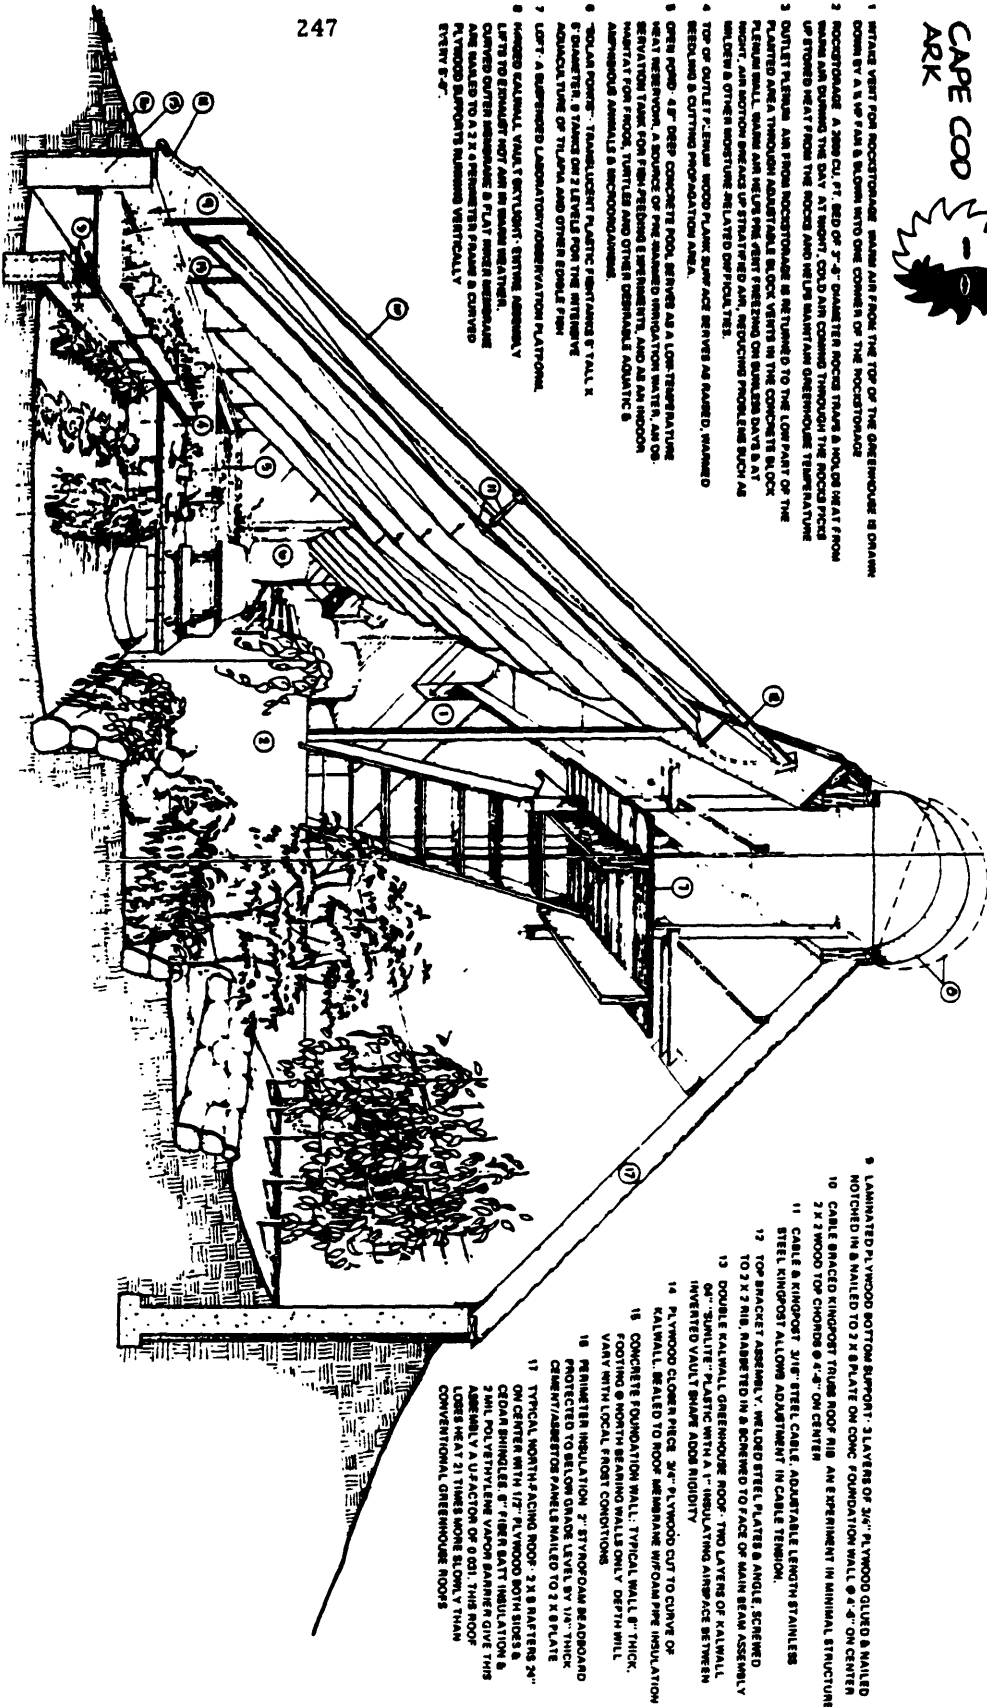 CAPE COD
ARK
1 INTAKE VENT FOR ROCKSTORAGE WARM AIR FROM THE TOP OF THE GREENHOUSE IS DRAWN
DOWN BY A HP FAN & BLOWN INTO ONE CORNER OF THE ROCKSTORAGE
2 ROCKSTORAGE A CU. FT. BED OF DIAMETER ROCKS TRAPS & HOLDS HEAT FROM
WARM AIR DURING THE DAY AT NIGHT, COLD AIR COMING THROUGH THE ROCKS PICKS
UP STORED HEAT FROM THE ROCKS AND HELPS MAINTAIN GREENHOUSE TEMPERATURE
3 OUTLET PLENUM AIR FROM ROCKSTORAGE IS RETURNED TO THE LOW PART OF THE
PLANTED AREA THROUGH ADJUSTABLE BLOCK VENTS IN THE CONCRETE BLOCK
PLENUM WALL. WARM AIR HELPS PREVENT FREEZING ON SUNLESS DAYS & AT
NIGHT. AIR MOTION BREAKS UP STRATIFIED AIR, REDUCING PROBLEMS SUCH AS
MILDEW & OTHER MOISTURE-RELATED DIFFICULTIES.
4 TOP OF OUTLET PLENUM WOOD PLANK SURFACE SERVES AS RAISED, WARMED
SEEDLING & CUTTING PROPAGATION AREA.
5 OPEN POND - DEEP CONCRETE POOL SERVES AS A LOW-TEMPERATURE
HEAT RESERVOIR, A SOURCE OF PRE-WARMED IRRIGATION WATER, AN OB-
SERVATION TANK FOR FISH-FEEDING EXPERIMENTS, AND AS AN INDOOR
HABITAT FOR FROGS, TURTLES AND OTHER DESIRABLE AQUATIC &
AMPHIBIOUS ANIMALS & MICROORGANISMS.
6 "SOLAR PONDS" - TRANSLUCENT PLASTIC FISHTANKS 5' TALL X
5' DIAMETER. 9 TANKS ON 2 LEVELS FOR THE INTENSIVE
AQUACULTURE OF TILAPIA AND OTHER EDIBLE FISH
7 LOFT - A SUSPENDED LABORATORY/OBSERVATION PLATFORM.
8 HINGED KALWALL VAULT SKYLIGHT - ENTIRE ASSEMBLY
LIFTS TO EXHAUST HOT AIR IN WARM WEATHER.
CURVED OUTER MEMBRANE & FLAT INNER MEMBRANE
ARE NAILED TO A 2 X 4 PERIMETER FRAME & CURVED
PLYWOOD SUPPORTS RUNNING VERTICALLY
EVERY
9 LAMINATED PLYWOOD BOTTOM SUPPORT - 3 LAYERS OF 3/4" PLYWOOD GLUED & NAILED
NOTCHED IN & NAILED TO 2 X 8 PLATE ON CONC FOUNDATION WALL @ 4'-8" ON CENTER
10 CABLE BRACED KINGPOST TRUSS ROOF RIB AN EXPERIMENT IN MINIMAL STRUCTURE
2 X 2 WOOD TOP CHORDS @ 4'-8" ON CENTER
11 CABLE & KINGPOST 3/16" STEEL CABLE, ADJUSTABLE LENGTH STAINLESS
STEEL KINGPOST ALLOWS ADJUSTMENT IN CABLE TENSION.
12 TOP BRACKET ASSEMBLY. WELDED STEEL PLATES & ANGLE, SCREWED
TO 2 X 2 RIB, RABBETED IN & SCREWED TO FACE OF MAIN BEAM ASSEMBLY
13 DOUBLE KALWALL GREENHOUSE ROOF - TWO LAYERS OF KALWALL
04" "SUNLITE" PLASTIC WITH A 1" INSULATING AIRSPACE BETWEEN
INVERTED VAULT SHAPE ADDS RIGIDITY
14 PLYWOOD CLOSER PIECE 3/4" PLYWOOD CUT TO CURVE OF
KALWALL. SEALED TO ROOF MEMBRANE W/FOAM PIPE INSULATION
15 CONCRETE FOUNDATION WALL: TYPICAL WALL 8" THICK.
FOOTING @ NORTH BEARING WALLS ONLY DEPTH WILL
VARY WITH LOCAL FROST CONDITIONS
16 PERIMETER INSULATION 2" STYROFOAM BEADBOARD
PROTECTED TO BELOW GRADE LEVEL BY 1/4" THICK
CEMENT/ASBESTOS PANELS NAILED TO 2 X 8 PLATE
17 TYPICAL NORTH-FACING ROOF - 2 X 8 RAFTERS 24"
ON CENTER WITH 1/2" PLYWOOD BOTH SIDES &
CEDAR SHINGLES. 6" FIBER BATT INSULATION &
2 MIL POLYETHYLENE VAPOR BARRIER GIVE THIS
ASSEMBLY A U-FACTOR OF 0 031. THIS ROOF
LOSES HEAT 21 TIMES MORE SLOWLY THAN
CONVENTIONAL GREENHOUSE ROOFS
1
2
7
8
17
247